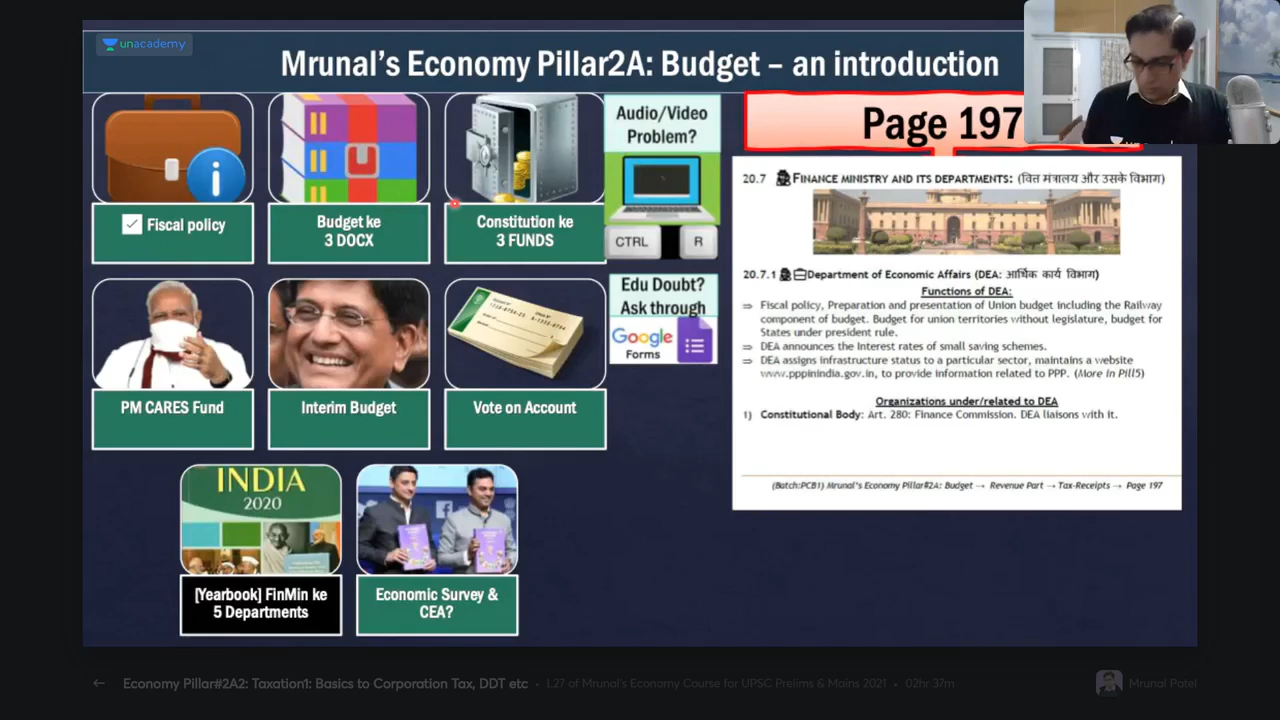 unacademy
Mrunal's Economy Pillar2A: Budget – an introduction
Fiscal policy
Budget ke
3 DOCX
Constitution ke
3 FUNDS
Audio/Video
Problem?
CTRL
R
Edu Doubt?
Ask through
Google
Forms
PM CARES Fund
Interim Budget
Vote on Account
INDIA
2020
[Yearbook] FinMin ke
5 Departments
Economic Survey &
CEA?
Page 197
20.7 FINANCE MINISTRY AND ITS DEPARTMENTS: (वित्त मंत्रालय और उसके विभाग)
20.7.1 Department of Economic Affairs (DEA: आर्थिक कार्य विभाग)
Functions of DEA:
⇒ Fiscal policy, Preparation and presentation of Union budget including the Railway
component of budget. Budget for union territories without legislature, budget for
States under president rule.
⇒ DEA announces the interest rates of small saving schemes.
⇒ DEA assigns infrastructure status to a particular sector, maintains a website
www.pppinindia.gov.in, to provide information related to PPP. (More in Pill5)
Organizations under/related to DEA
1) Constitutional Body: Art. 280: Finance Commission. DEA liaisons with it.
(Batch:PCB1) Mrunal's Economy Pillar#2A: Budget → Revenue Part → Tax-Receipts → Page 197
← Economy Pillar#2A2: Taxation1: Basics to Corporation Tax, DDT etc • L27 of Mrunal's Economy Course for UPSC Prelims & Mains 2021 • 02hr 37m
Mrunal Patel